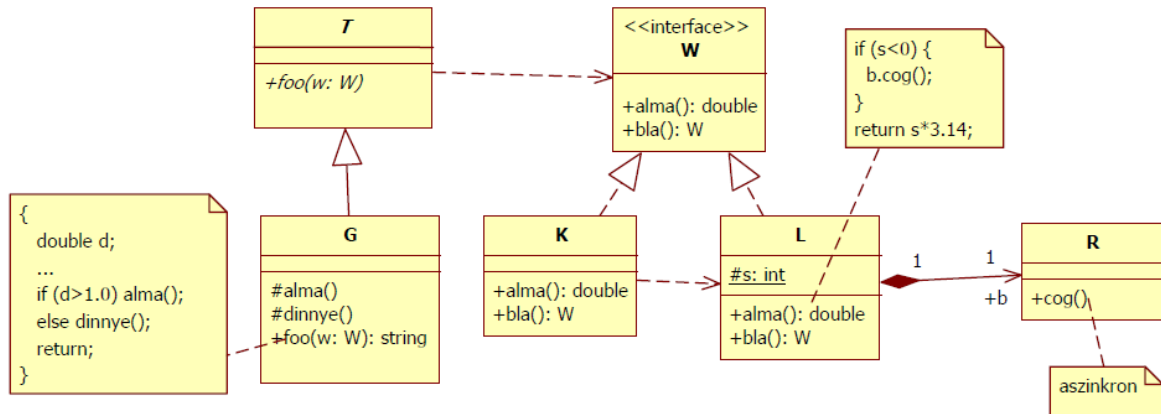 T
+foo(w: W)
<<interface>>
W
+alma(): double
+bla(): W
if (s<0) {
b.cog();
}
return s*3.14;
{
double d;
...
if (d>1.0) alma();
else dinnye();
return;
}
G
#alma()
#dinnye()
+foo(w: W): string
K
+alma(): double
+bla(): W
L
#s: int
+alma(): double
+bla(): W
1
1
+b
R
+cog()
aszinkron